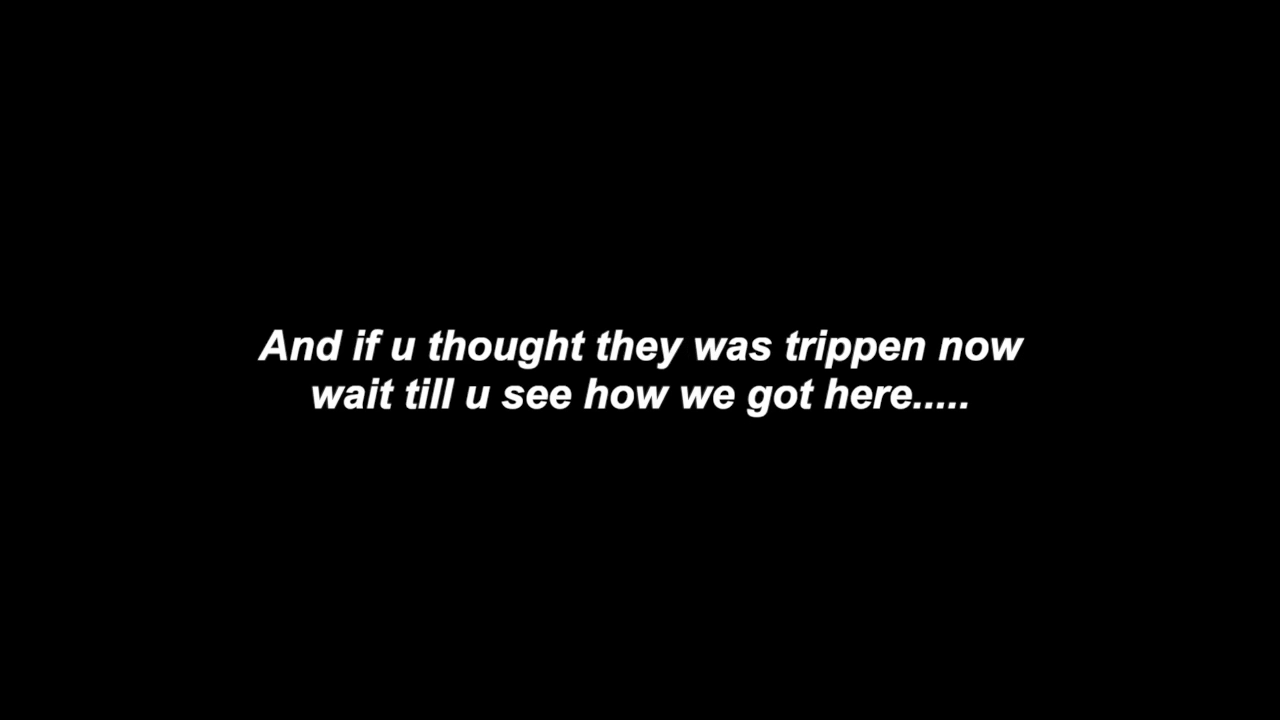 And if u thought they was trippen now
wait till u see how we got here.....